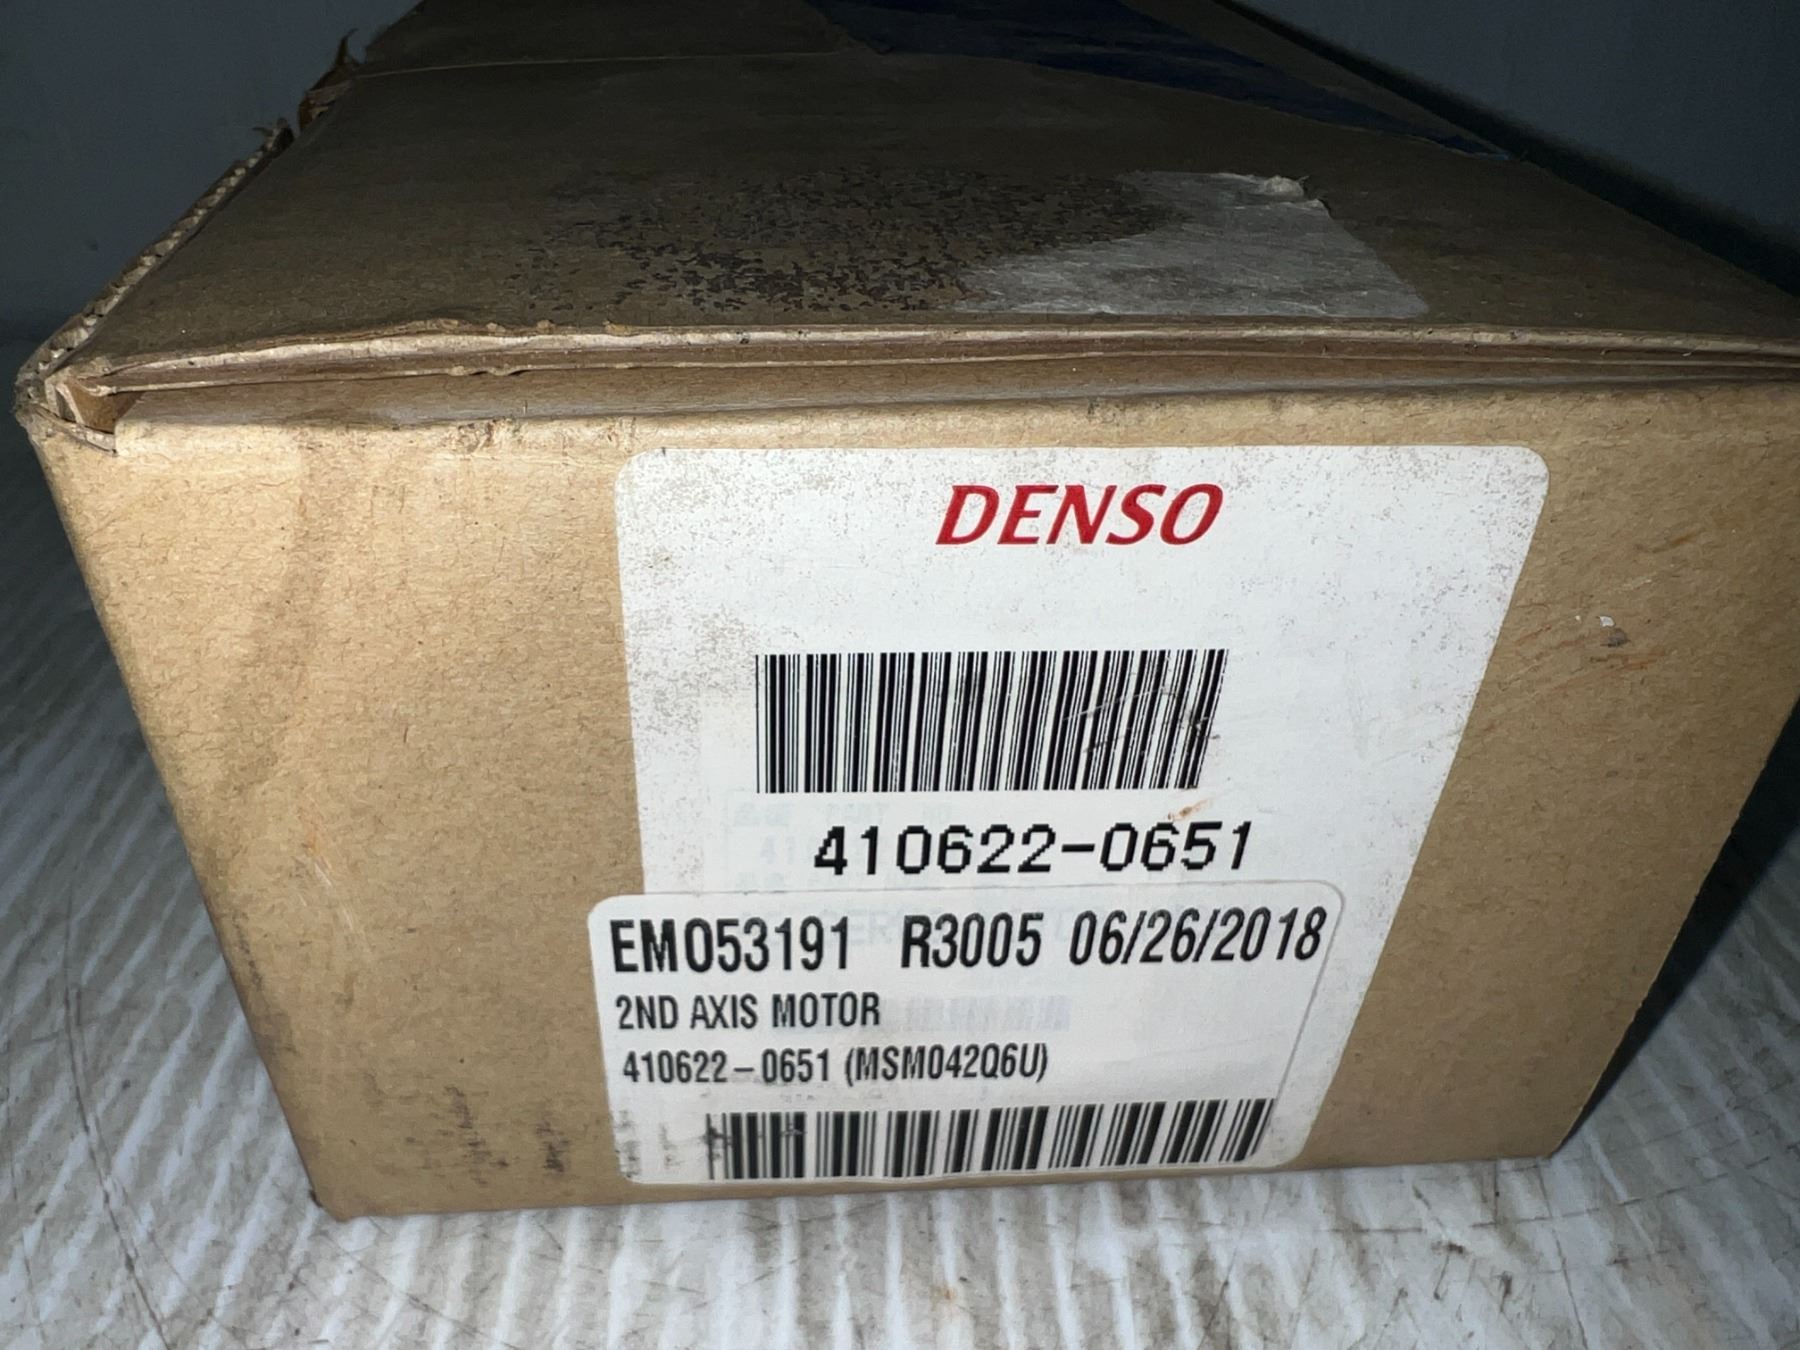 DENSO
410622-0651
EM053191 R3005 06/26/2018
2ND AXIS MOTOR
410622-0651 (MSM042Q6U)